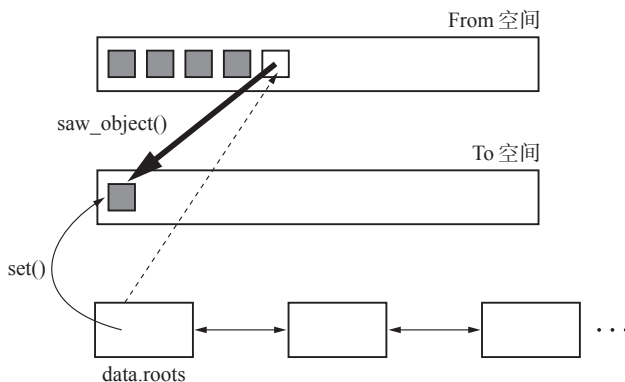 From 空间
saw_object()
To 空间
set()
···
data.roots